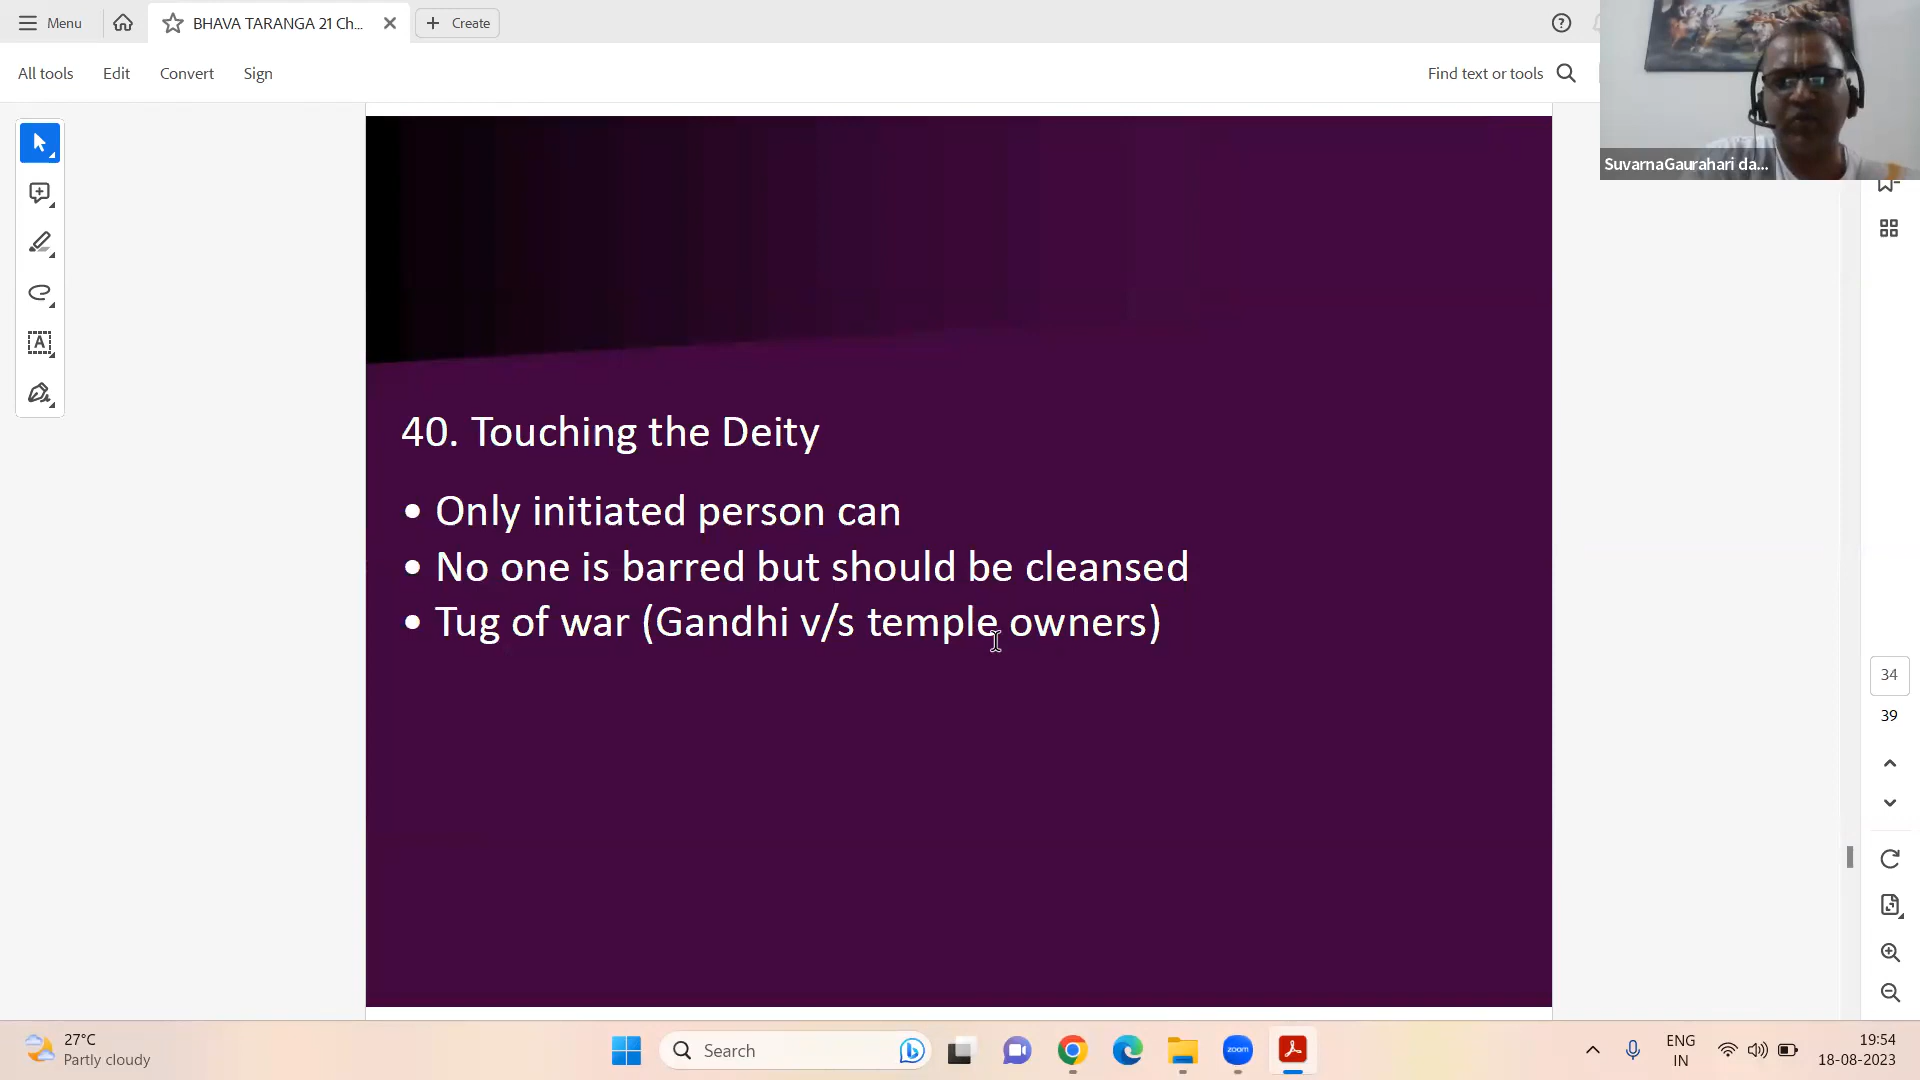 Menu
BHAVA TARANGA 21 Ch...
Create
All tools
Edit
Convert
Sign
Find text or tools
SuvarnaGaurahari da...
40. Touching the Deity
• Only initiated person can
• No one is barred but should be cleansed
• Tug of war (Gandhi v/s temple owners)
34
39
27°C
Partly cloudy
Search
zoom
ENG
IN
19:54
18-08-2023